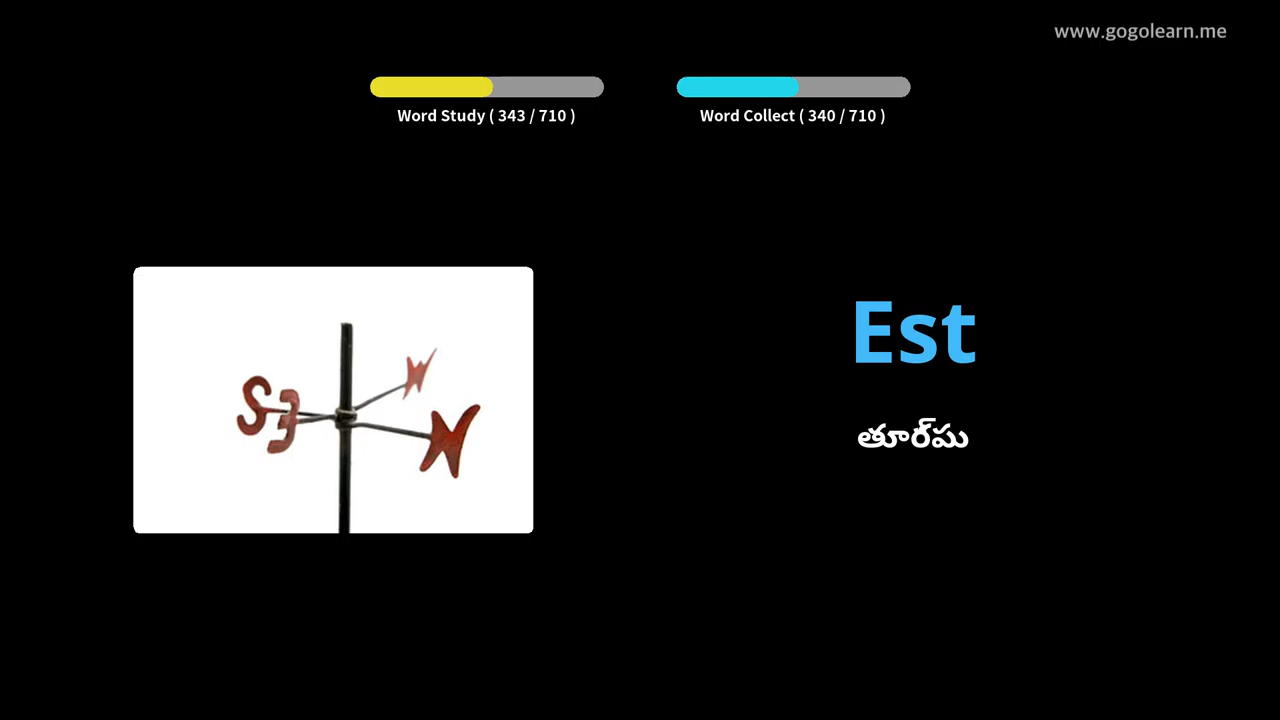 www.gogolearn.me
Word Study ( 343 / 710 )
Word Collect ( 340 / 710 )
Est
తూర్‌పు
S E N